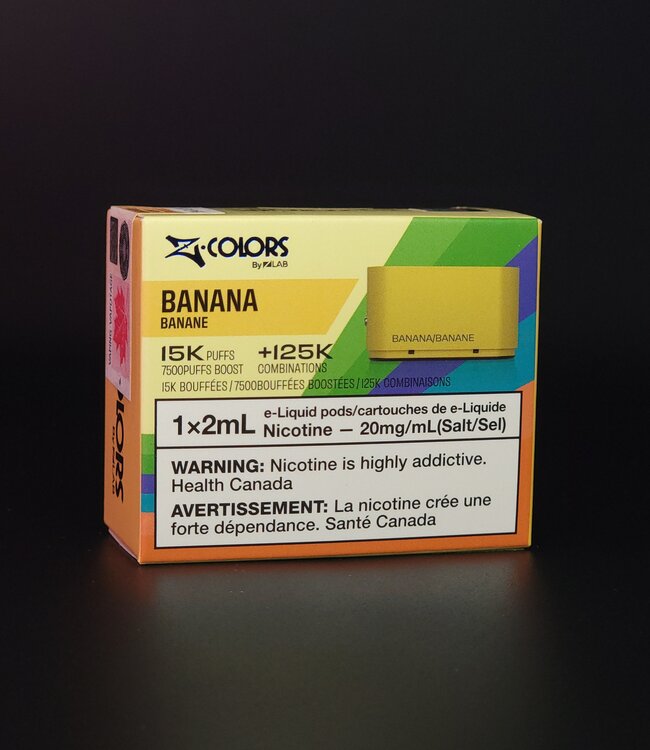 Z·COLORS
By ZLAB
BANANA
BANANE
15K PUFFS
7500PUFFS BOOST
+125K
COMBINATIONS
15K BOUFFÉES / 7500BOUFFÉES BOOSTÉES / 125K COMBINAISONS
BANANA/BANANE
1×2mL
e-Liquid pods/cartouches de e-Liquide
Nicotine — 20mg/mL(Salt/Sel)
WARNING: Nicotine is highly addictive.
Health Canada
AVERTISSEMENT: La nicotine crée une
forte dépendance. Santé Canada